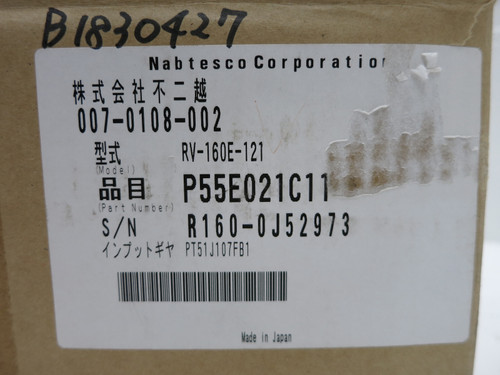 B1830427
Nabtesco Corporation
株式会社不二越
007-0108-002
型式 RV-160E-121
(Model)
品目 P55E021C11
(Part Number)
S/N R160-0J52973
インプットギヤ PT51J107FB1
Made in Japan